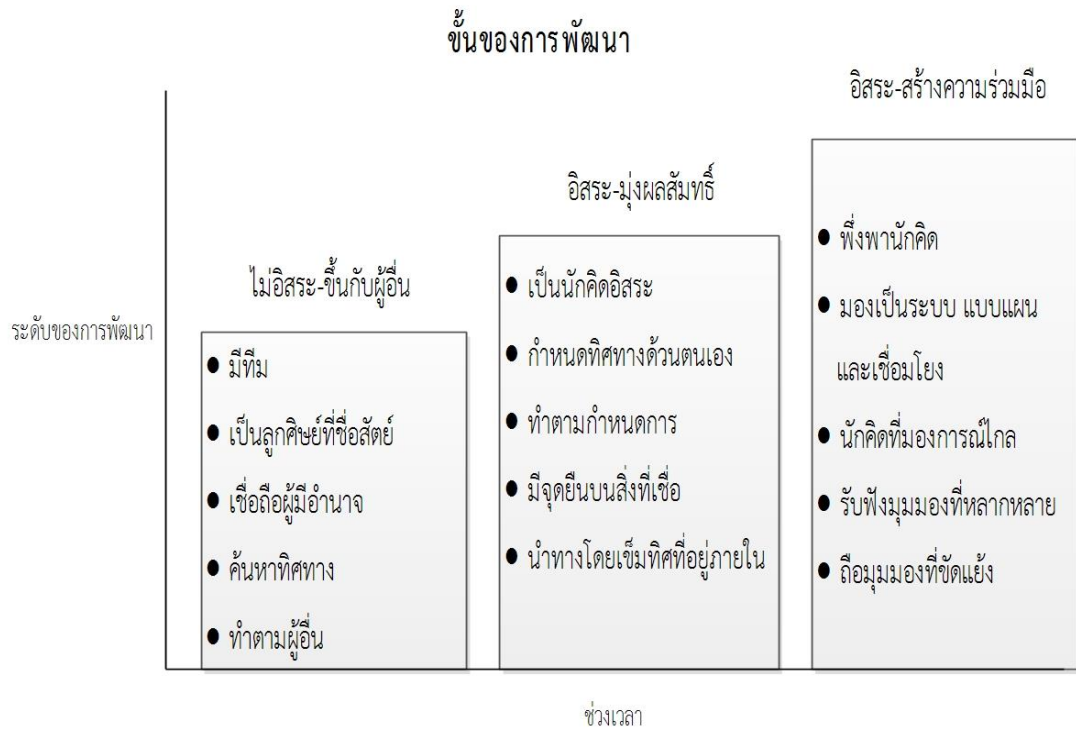 ขั้นของการพัฒนา
อิสระ-สร้างความร่วมมือ
อิสระ-มุ่งผลสัมทธิ์
ไม่อิสระ-ขึ้นกับผู้อื่น
ระดับของการพัฒนา
● มีทีม
● เป็นลูกศิษย์ที่ซื่อสัตย์
● เชื่อถือผู้มีอำนาจ
● ค้นหาทิศทาง
● ทำตามผู้อื่น
● เป็นนักคิดอิสระ
● กำหนดทิศทางด้วนตนเอง
● ทำตามกำหนดการ
● มีจุดยืนบนสิ่งที่เชื่อ
● นำทางโดยเข็มทิศที่อยู่ภายใน
● พึ่งพานักคิด
● มองเป็นระบบ แบบแผน
และเชื่อมโยง
● นักคิดที่มองการณ์ไกล
● รับฟังมุมมองที่หลากหลาย
● ถือมุมมองที่ขัดแย้ง
ช่วงเวลา